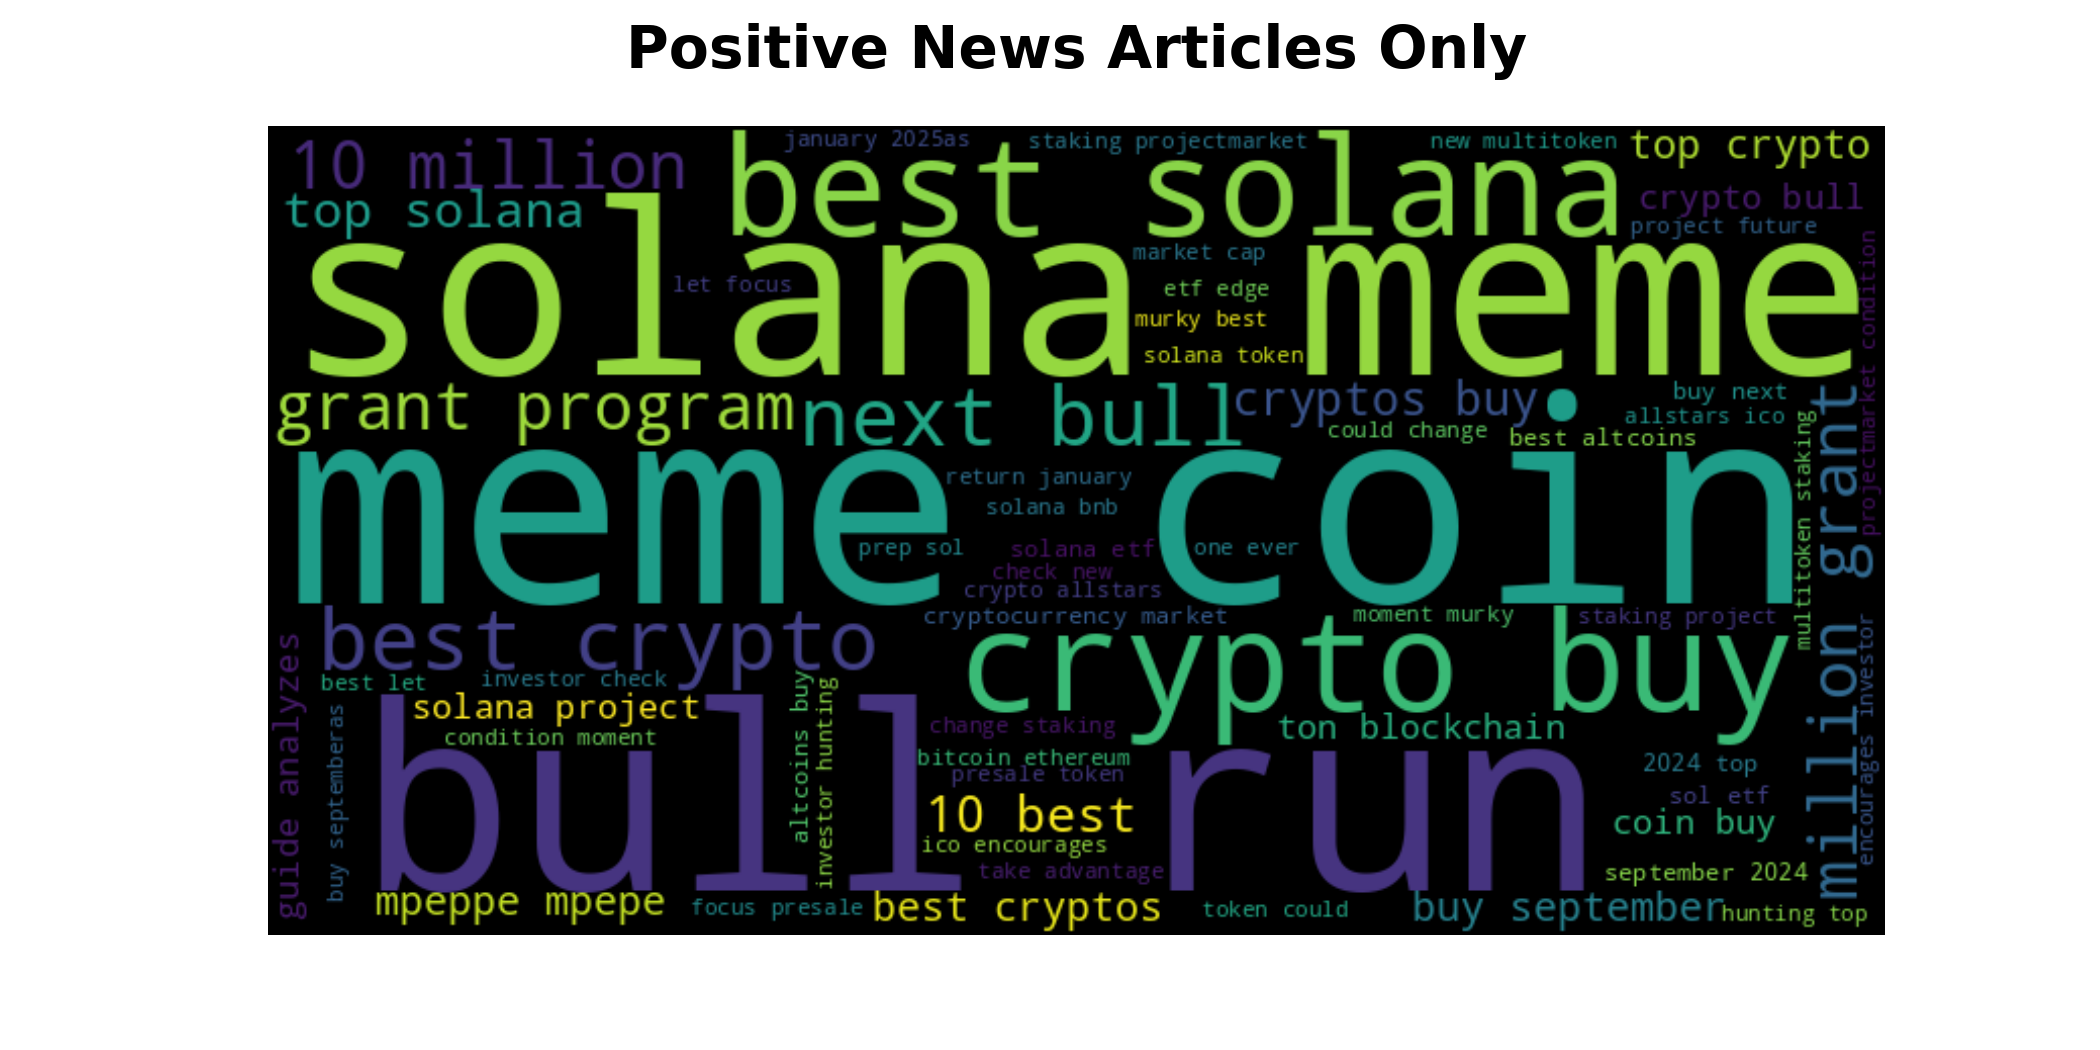 Positive News Articles Only
10 million
january 2025as
staking projectmarket
new multitoken
top crypto
best solana
top solana
crypto bull
project future
solana meme
market cap
let focus
etf edge
murky best
solana token
projectmarket condition
grant program
next bull
cryptos buy
buy next
allstars ico
could change
best altcoins
million grant
multitoken staking
meme coin
return january
solana bnb
prep sol
solana etf
one ever
check new
crypto allstars
cryptocurrency market
moment murky
staking project
best crypto
crypto buy
guide analyzes
best let
investor check
encourages investor
solana project
condition moment
buy septemberas
altcoins buy
investor hunting
bull run
change staking
ton blockchain
bitcoin ethereum
presale token
2024 top
sol etf
10 best
coin buy
ico encourages
take advantage
september 2024
mpeppe mpepe
focus presale
best cryptos
token could
buy september
hunting top